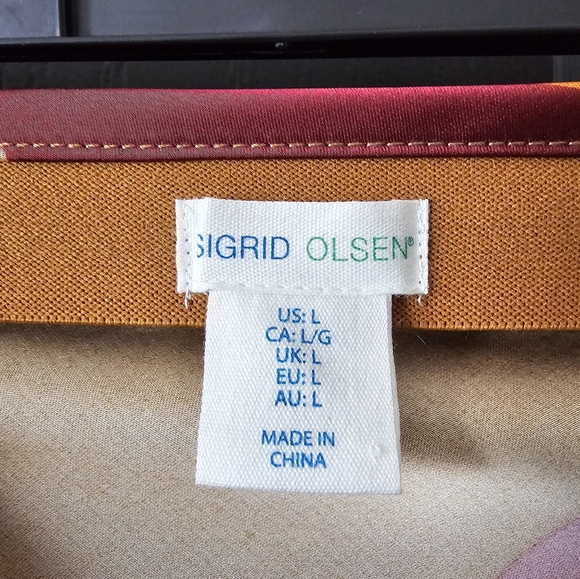 SIGRID OLSEN®
US: L
CA: L/G
UK: L
EU: L
AU: L
MADE IN
CHINA